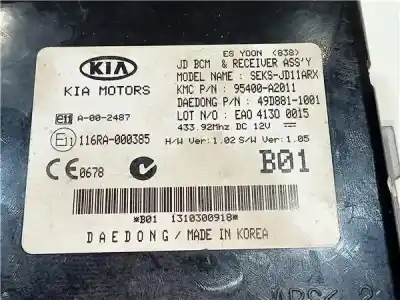 ES YOON (838)
KIA
JD BCM & RECEIVER ASS'Y
KIA MOTORS
MODEL NAME : SEKS-JD11ARX
KMC P/N : 95400-A2011
e11 A-00-2487
DAEDONG P/N : 49D881-1001
LOT N/O : EA0 4130 0015
433.92Mhz DC 12V
E11 116RA-000385
H/W Ver:1.02 S/W Ver:1.05
CE 0678
B01
*B01 1310300918*
DAEDONG / MADE IN KOREA